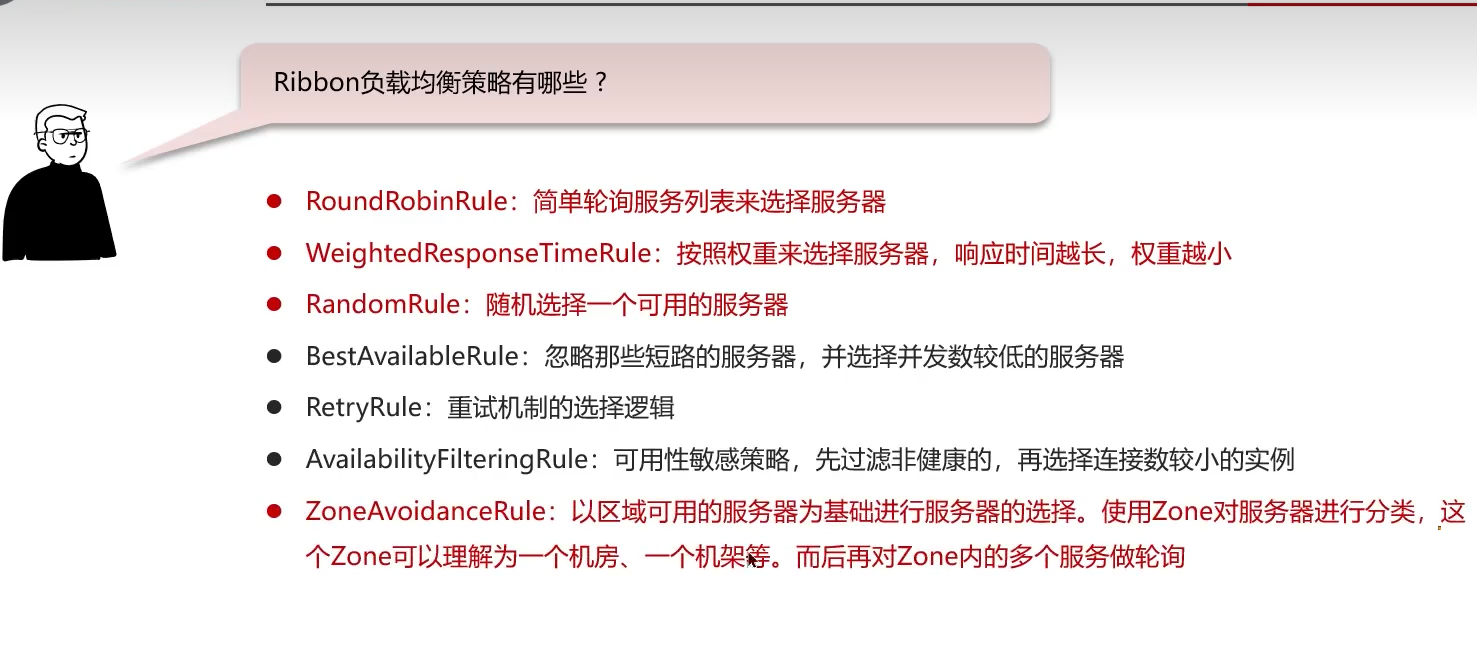 Ribbon负载均衡策略有哪些？
RoundRobinRule：简单轮询服务列表来选择服务器
WeightedResponseTimeRule：按照权重来选择服务器，响应时间越长，权重越小
RandomRule：随机选择一个可用的服务器
BestAvailableRule：忽略那些短路的服务器，并选择并发数较低的服务器
RetryRule：重试机制的选择逻辑
AvailabilityFilteringRule：可用性敏感策略，先过滤非健康的，再选择连接数较小的实例
ZoneAvoidanceRule：以区域可用的服务器为基础进行服务器的选择。使用Zone对服务器进行分类，这
个Zone可以理解为一个机房、一个机架等。而后再对Zone内的多个服务做轮询